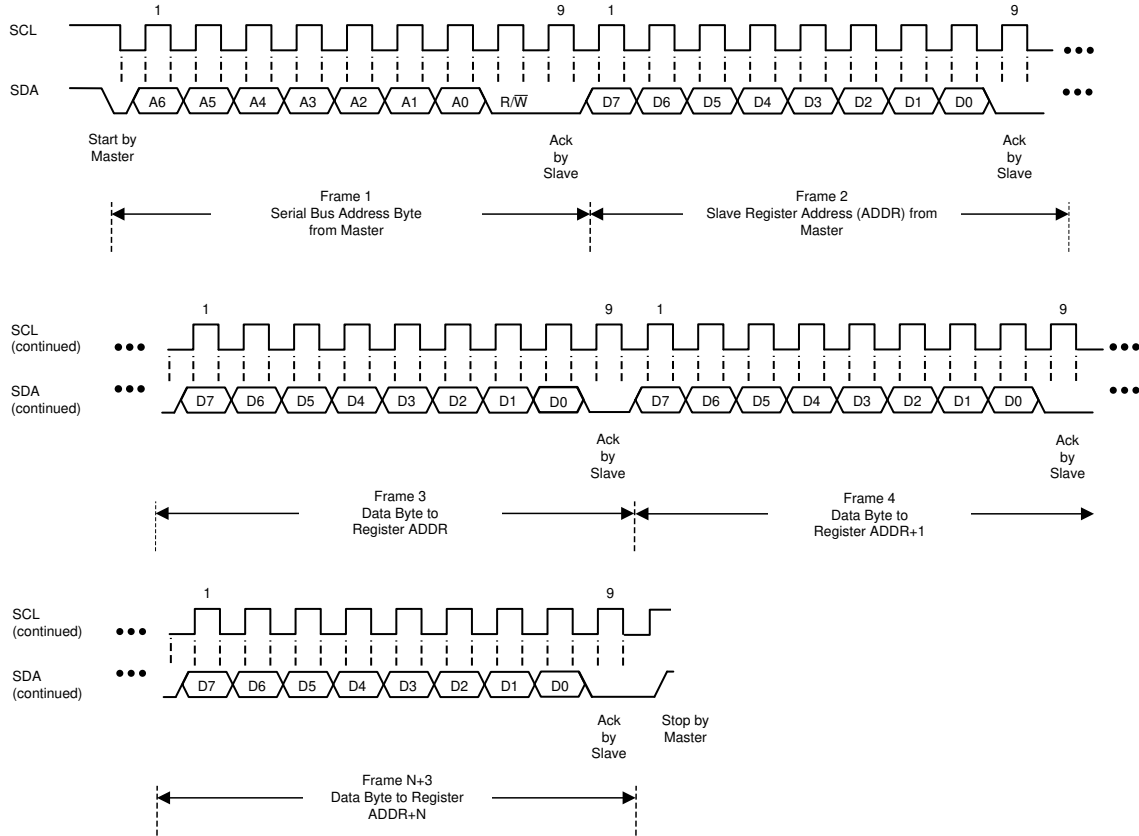 1 9 1 9
SCL
SDA A6 A5 A4 A3 A2 A1 A0 R/W̅ D7 D6 D5 D4 D3 D2 D1 D0
Start by
Master
Ack
by
Slave
Ack
by
Slave
Frame 1
Serial Bus Address Byte
from Master
Frame 2
Slave Register Address (ADDR) from
Master
1 9 1 9
SCL
(continued)
SDA
(continued)
D7 D6 D5 D4 D3 D2 D1 D0 D7 D6 D5 D4 D3 D2 D1 D0
Ack
by
Slave
Ack
by
Slave
Frame 3
Data Byte to
Register ADDR
Frame 4
Data Byte to
Register ADDR+1
1 9
SCL
(continued)
SDA
(continued)
D7 D6 D5 D4 D3 D2 D1 D0
Ack
by
Slave
Stop by
Master
Frame N+3
Data Byte to Register
ADDR+N